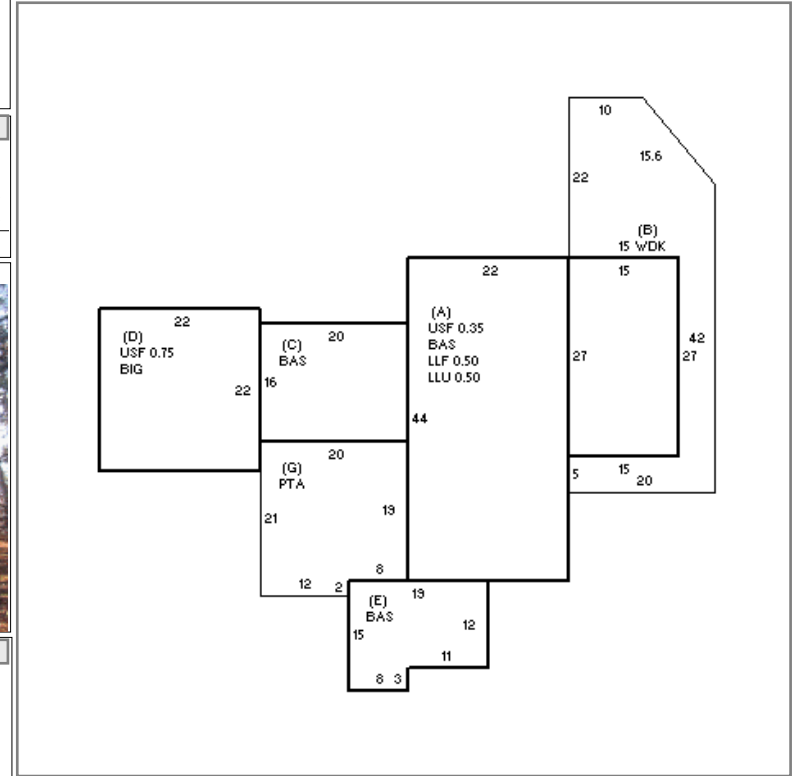 10
15.6
22
(B)
15 WDK
22
15
(A)
USF 0.35
BAS
LLF 0.50
LLU 0.50
22
(D)
USF 0.75
BIG
20
(C)
BAS
42
27
27
16
22
44
20
(G)
PTA
15
5
20
19
21
8
12
2
19
(E)
BAS
12
15
11
8
3